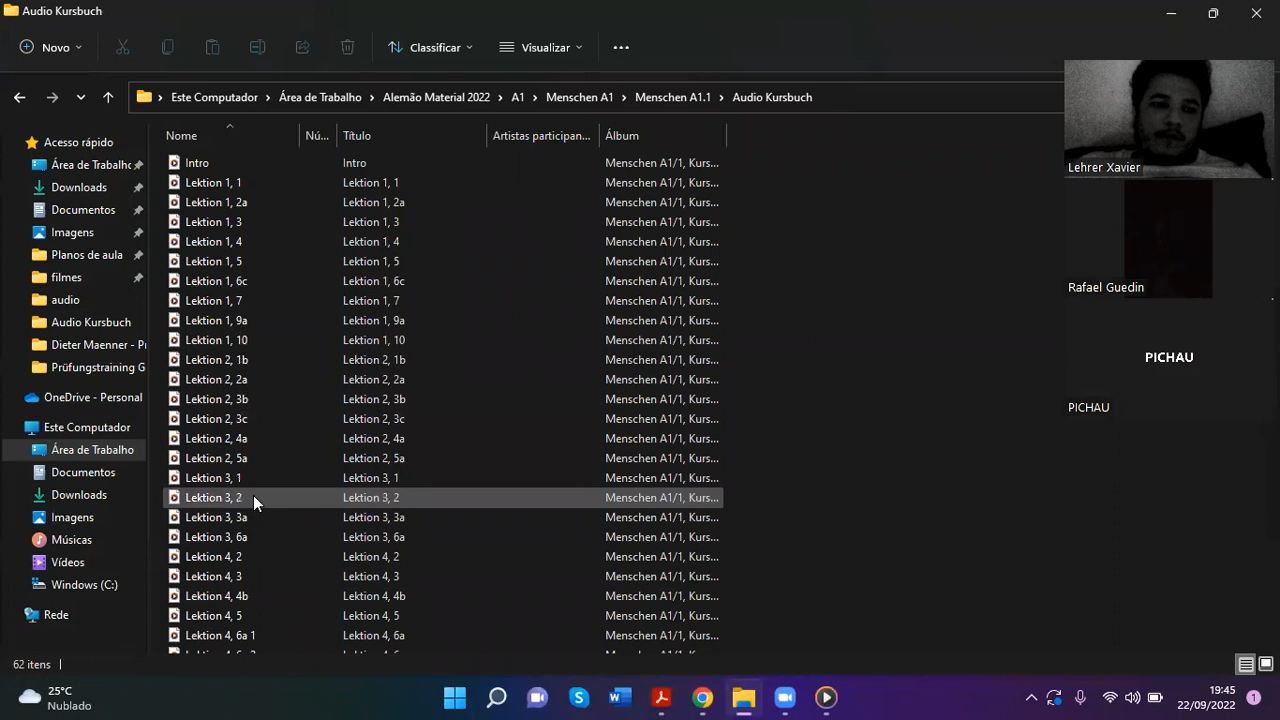 Audio Kursbuch
Novo
Classificar
Visualizar
Este Computador > Área de Trabalho > Alemão Material 2022 > A1 > Menschen A1 > Menschen A1.1 > Audio Kursbuch
Nome Nú... Título Artistas participan... Álbum
Acesso rápido
Área de Trabalho
Downloads
Documentos
Imagens
Planos de aula
filmes
audio
Audio Kursbuch
Dieter Maenner - Pr
Prüfungstraining G
OneDrive - Personal
Este Computador
Área de Trabalho
Documentos
Downloads
Imagens
Músicas
Vídeos
Windows (C:)
Rede
Intro Intro Menschen A1/1, Kurs...
Lektion 1, 1 Lektion 1, 1 Menschen A1/1, Kurs...
Lektion 1, 2a Lektion 1, 2a Menschen A1/1, Kurs...
Lektion 1, 3 Lektion 1, 3 Menschen A1/1, Kurs...
Lektion 1, 4 Lektion 1, 4 Menschen A1/1, Kurs...
Lektion 1, 5 Lektion 1, 5 Menschen A1/1, Kurs...
Lektion 1, 6c Lektion 1, 6c Menschen A1/1, Kurs...
Lektion 1, 7 Lektion 1, 7 Menschen A1/1, Kurs...
Lektion 1, 9a Lektion 1, 9a Menschen A1/1, Kurs...
Lektion 1, 10 Lektion 1, 10 Menschen A1/1, Kurs...
Lektion 2, 1b Lektion 2, 1b Menschen A1/1, Kurs...
Lektion 2, 2a Lektion 2, 2a Menschen A1/1, Kurs...
Lektion 2, 3b Lektion 2, 3b Menschen A1/1, Kurs...
Lektion 2, 3c Lektion 2, 3c Menschen A1/1, Kurs...
Lektion 2, 4a Lektion 2, 4a Menschen A1/1, Kurs...
Lektion 2, 5a Lektion 2, 5a Menschen A1/1, Kurs...
Lektion 3, 1 Lektion 3, 1 Menschen A1/1, Kurs...
Lektion 3, 2 Lektion 3, 2 Menschen A1/1, Kurs...
Lektion 3, 3a Lektion 3, 3a Menschen A1/1, Kurs...
Lektion 3, 6a Lektion 3, 6a Menschen A1/1, Kurs...
Lektion 4, 2 Lektion 4, 2 Menschen A1/1, Kurs...
Lektion 4, 3 Lektion 4, 3 Menschen A1/1, Kurs...
Lektion 4, 4b Lektion 4, 4b Menschen A1/1, Kurs...
Lektion 4, 5 Lektion 4, 5 Menschen A1/1, Kurs...
Lektion 4, 6a 1 Lektion 4, 6a Menschen A1/1, Kurs...
Lehrer Xavier
Rafael Guedin
PICHAU
PICHAU
62 itens
25°C
Nublado
19:45
22/09/2022
1